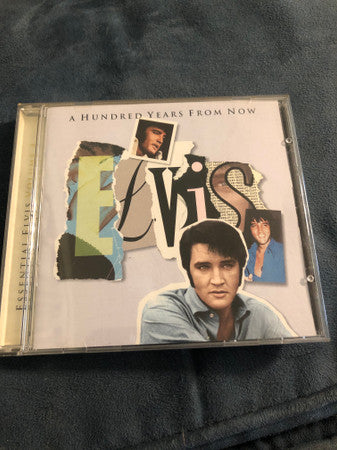 A HUNDRED YEARS FROM NOW
ELViS
ESSENTIAL ELVIS